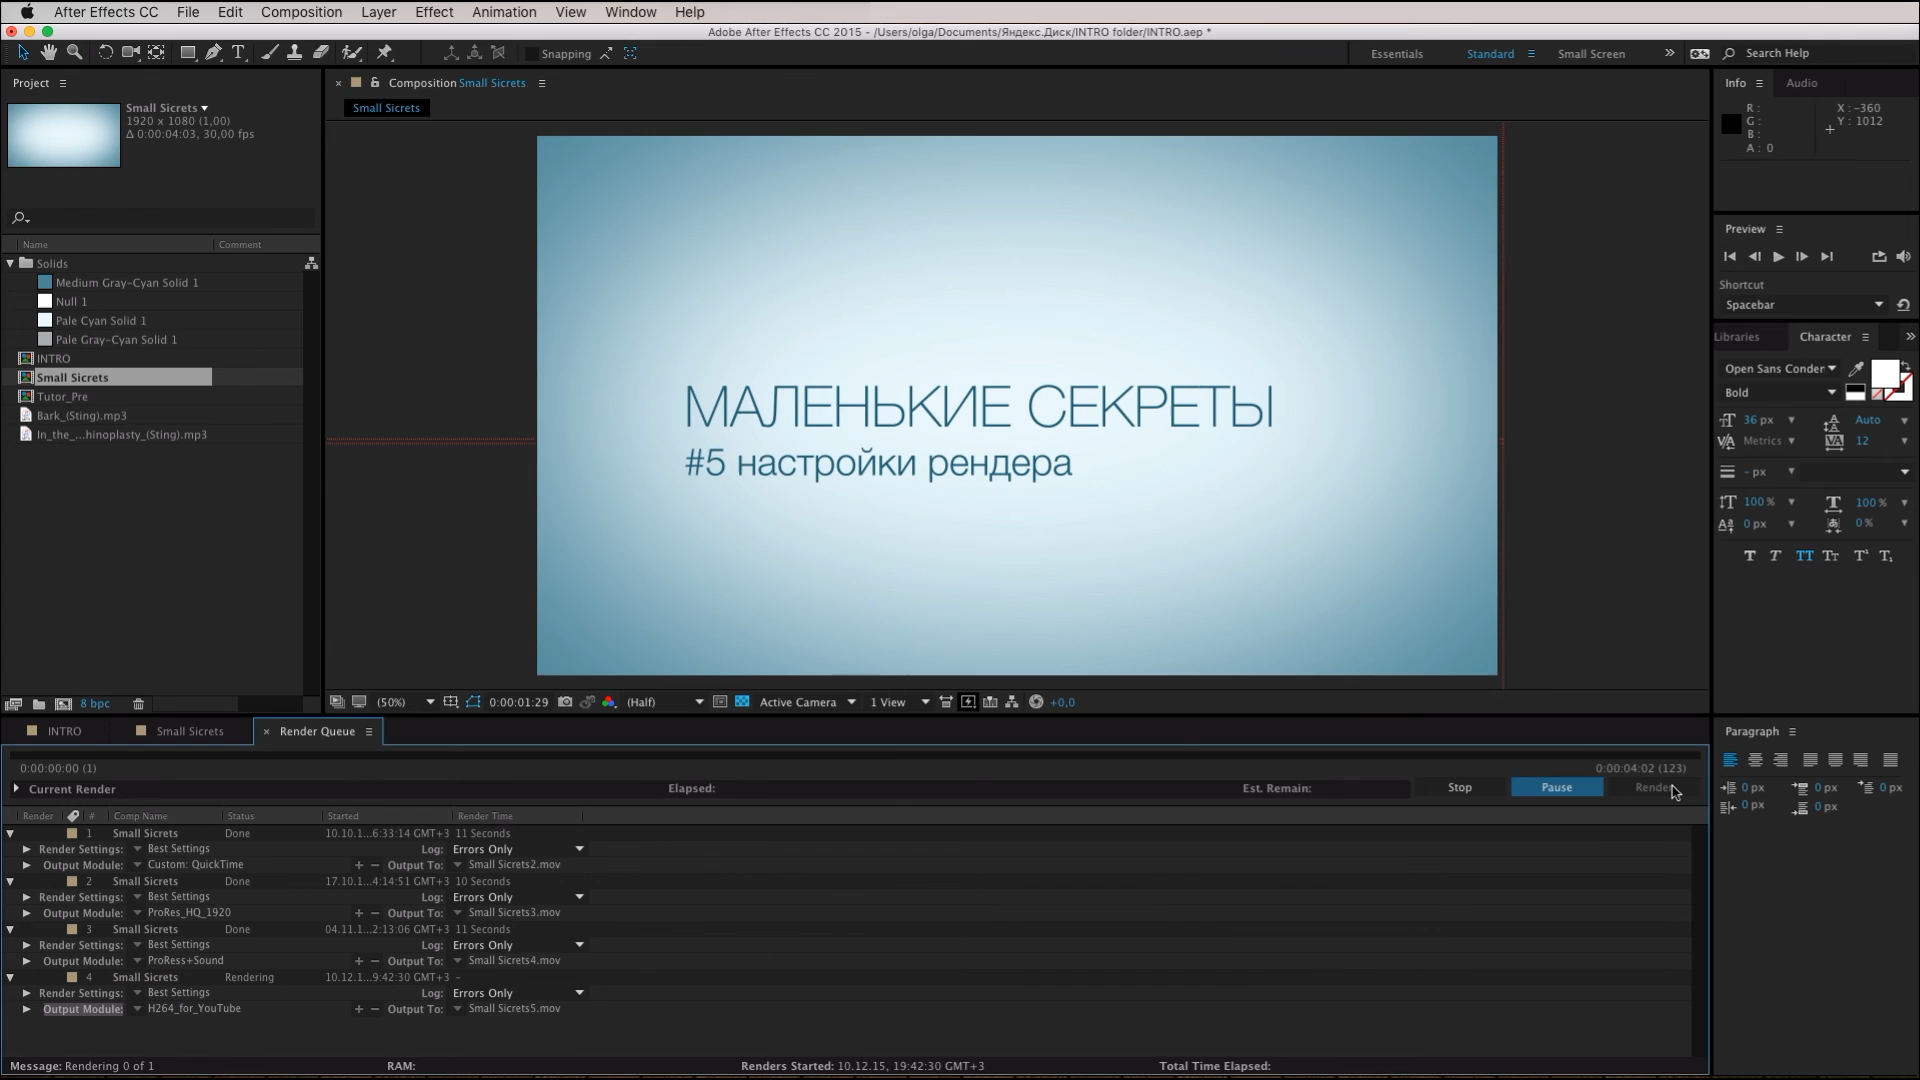 After Effects CC File Edit Composition Layer Effect Animation View Window Help
Adobe After Effects CC 2015 - /Users/olga/Documents/Яндекс.Диск/INTRO folder/INTRO.aep *
T Snapping Essentials Standard Small Screen Search Help
Project
Small Sicrets
1920 x 1080 (1,00)
Δ 0:00:04:03, 30,00 fps
Name Comment
Solids
Medium Gray-Cyan Solid 1
Null 1
Pale Cyan Solid 1
Pale Gray-Cyan Solid 1
INTRO
Small Sicrets
Tutor_Pre
Bark_(Sting).mp3
In_the_...hinoplasty_(Sting).mp3
8 bpc
Composition Small Sicrets
Small Sicrets
МАЛЕНЬКИЕ СЕКРЕТЫ
#5 настройки рендера
(50%) 0:00:01:29 (Half) Active Camera 1 View +0,0
Info Audio
R :
G :
B :
A : 0
X : -360
Y : 1012
Preview
Shortcut
Spacebar
Libraries Character
Open Sans Conder
Bold
36 px Auto
Metrics 12
- px
100 % 100 %
0 px 0 %
T T TT Tт T¹ T₁
INTRO Small Sicrets Render Queue
0:00:00:00 (1) 0:00:04:02 (123)
Current Render Elapsed: Est. Remain: Stop Pause Render
Render # Comp Name Status Started Render Time
1 Small Sicrets Done 10.10.1...6:33:14 GMT+3 11 Seconds
Render Settings: Best Settings Log: Errors Only
Output Module: Custom: QuickTime + − Output To: Small Sicrets2.mov
2 Small Sicrets Done 17.10.1...4:14:51 GMT+3 10 Seconds
Render Settings: Best Settings Log: Errors Only
Output Module: ProRes_HQ_1920 + − Output To: Small Sicrets3.mov
3 Small Sicrets Done 04.11.1...2:13:06 GMT+3 11 Seconds
Render Settings: Best Settings Log: Errors Only
Output Module: ProRess+Sound + − Output To: Small Sicrets4.mov
4 Small Sicrets Rendering 10.12.1...9:42:30 GMT+3 -
Render Settings: Best Settings Log: Errors Only
Output Module: H264_for_YouTube + − Output To: Small Sicrets5.mov
Message: Rendering 0 of 1 RAM: Renders Started: 10.12.15, 19:42:30 GMT+3 Total Time Elapsed:
Paragraph
0 px 0 px 0 px
0 px 0 px